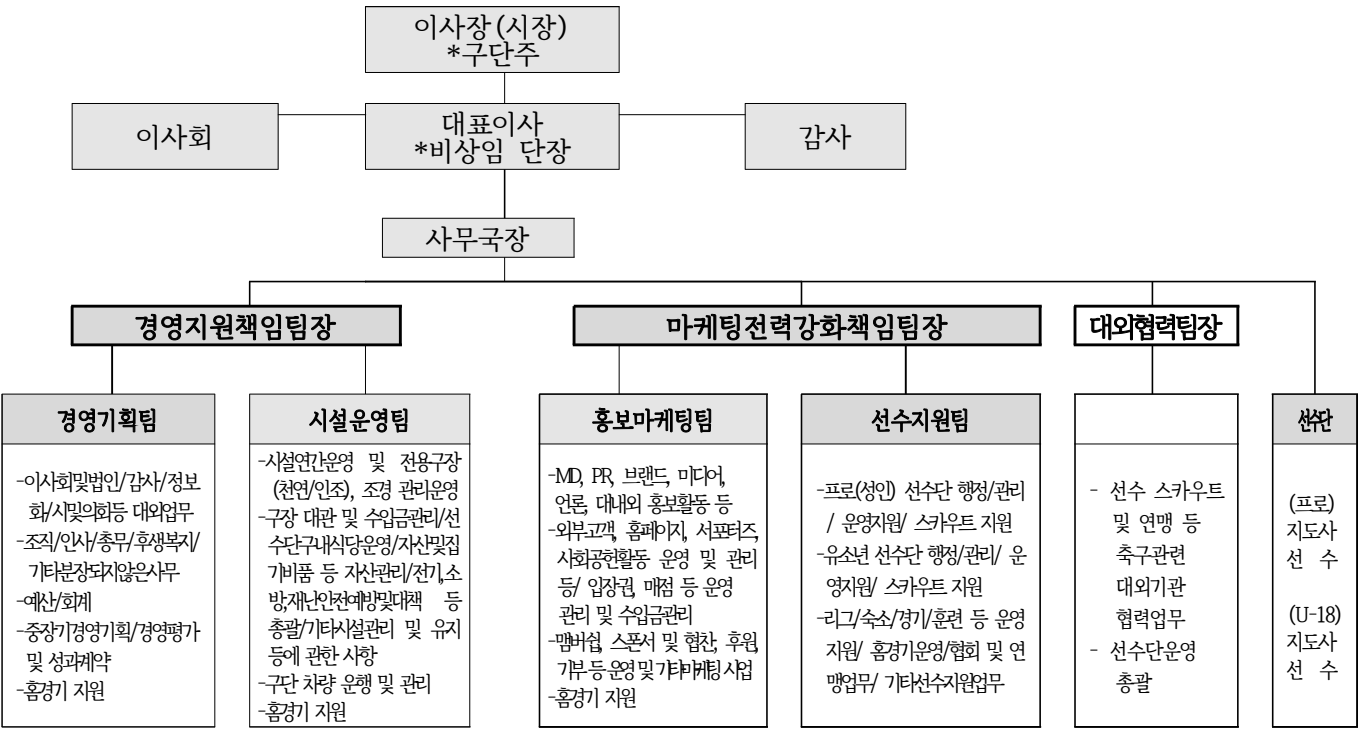 이사장(시장)
*구단주
이사회
대표이사
*비상임 단장
감사
사무국장
경영지원책임팀장
마케팅전력강화책임팀장
대외협력팀장
경영기획팀
-이사회및법인/감사/정보
화/시및의회등 대외업무
-조직/인사/총무/후생복지/
기타분장되지않은사무
-예산/회계
-중장기경영기획/경영평가
및 성과계약
-홈경기 지원
시설운영팀
-시설연간운영 및 전용구장
(천연/인조), 조경 관리운영
-구장 대관 및 수입금관리/선
수단구내식당운영/자산및집
기비품 등 자산관리/전기,소
방,재난안전예방및대책 등
총괄/기타시설관리 및 유지
등에 관한 사항
-구단 차량 운행 및 관리
-홈경기 지원
홍보마케팅팀
-MD, PR, 브랜드, 미디어,
언론, 대내외 홍보활동 등
-외부고객, 홈페이지, 서포터즈,
사회공헌활동 운영 및 관리
등/ 입장권, 매점 등 운영
관리 및 수입금관리
-맴버쉽, 스폰서 및 협찬, 후원,
기부등 운영 및 기타마케팅 사업
-홈경기 지원
선수지원팀
-프로(성인) 선수단 행정/관리
/ 운영지원/ 스카우트 지원
-유소년 선수단 행정/관리/ 운
영지원/ 스카우트 지원
-리그/숙소/경기/훈련 등 운영
지원/ 홈경기운영/협회 및 연
맹업무/ 기타선수지원업무
- 선수 스카우트
및 연맹 등
축구관련
대외기관
협력업무
- 선수단운영
총괄
선수단
(프로)
지도사
선 수
(U-18)
지도사
선 수